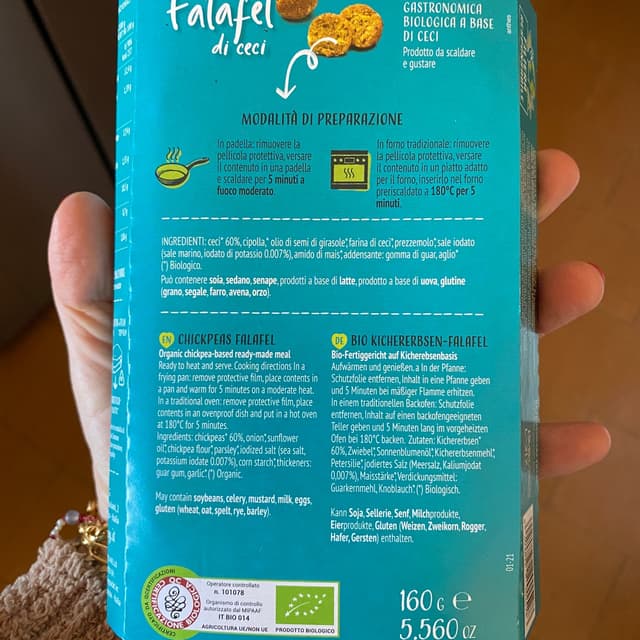 Falafel
di ceci
GASTRONOMICA
BIOLOGICA A BASE
DI CECI
Prodotto da scaldare
e gustare
MODALITÀ DI PREPARAZIONE
In padella: rimuovere la
pellicola protettiva, versare
il contenuto in una padella
e scaldare per 5 minuti a
fuoco moderato.
In forno tradizionale: rimuovere
la pellicola protettiva, versare
il contenuto in un piatto adatto
per il forno, inserirlo nel forno
preriscaldato a 180°C per 5
minuti.
INGREDIENTI: ceci* 60%, cipolla,* olio di semi di girasole*, farina di ceci*, prezzemolo*, sale iodato
(sale marino, iodato di potassio 0.007%), amido di mais*, addensante: gomma di guar, aglio*
(*) Biologico.
Può contenere soia, sedano, senape, prodotti a base di latte, prodotto a base di uova, glutine
(grano, segale, farro, avena, orzo).
EN CHICKPEAS FALAFEL
Organic chickpea-based ready-made meal
Ready to heat and serve. Cooking directions In a
frying pan: remove protective film, place contents in
a pan and warm for 5 minutes on a moderate heat.
In a traditional oven: remove protective film, place
contents in an ovenproof dish and put in a hot oven
at 180°C for 5 minutes.
Ingredients: chickpeas* 60%, onion*, sunflower
oil*, chickpea flour*, parsley*, iodized salt (sea salt,
potassium iodate 0.007%), corn starch*, thickeners:
guar gum, garlic*. (*) Organic.
May contain soybeans, celery, mustard, milk, eggs,
gluten (wheat, oat, spelt, rye, barley).
DE BIO KICHERERBSEN-FALAFEL
Bio-Fertiggericht auf Kichererbsenbasis
Aufwärmen und genießen. a In der Pfanne:
Schutzfolie entfernen, Inhalt in eine Pfanne geben
und 5 Minuten bei mäßiger Flamme erhitzen.
In einem traditionellen Backofen: Schutzfolie
entfernen, Inhalt auf einen backofengeeigneten
Teller geben und 5 Minuten lang im vorgeheizten
Ofen bei 180°C backen. Zutaten: Kichererbsen*
60%, Zwiebel*, Sonnenblumenöl*, Kichererbsenmehl*,
Petersilie*, jodiertes Salz (Meersalz, Kaliumjodat
0,007%), Maisstärke*, Verdickungsmittel:
Guarkernmehl, Knoblauch*. (*) Biologisch.
Kann Soja, Sellerie, Senf, Milchprodukte,
Eierprodukte, Gluten (Weizen, Zweikorn, Rogger,
Hafer, Gersten) enthalten.
01-21
Operatore controllato
n. 101078
Organismo di controllo
autorizzato dal MIPAAF
IT BIO 014
AGRICOLTURA UE/NON UE
PRODOTTO BIOLOGICO
160 G e
5.560 OZ